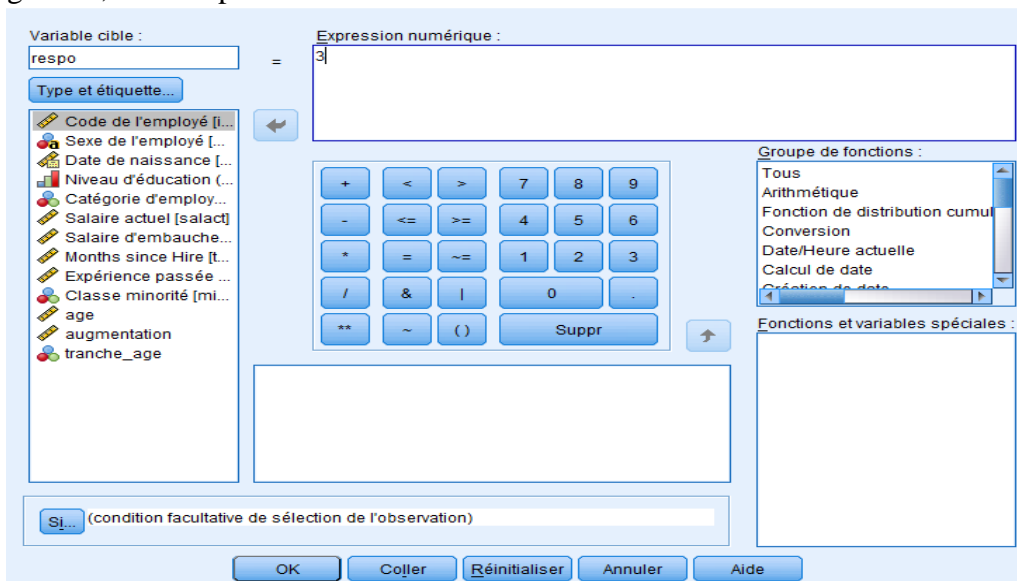 Variable cible :
respo
=
Expression numérique :
3
Type et étiquette...
Code de l'employé [i...
Sexe de l'employé [...
Date de naissance [...
Niveau d'éducation (...
Catégorie d'employ...
Salaire actuel [salact]
Salaire d'embauche...
Months since Hire [t...
Expérience passée ...
Classe minorité [mi...
age
augmentation
tranche_age
+ < > 7 8 9
- <= >= 4 5 6
* = ~= 1 2 3
/ & | 0 .
** ~ ( ) Suppr
Groupe de fonctions :
Tous
Arithmétique
Fonction de distribution cumul
Conversion
Date/Heure actuelle
Calcul de date
Création de date
Fonctions et variables spéciales :
Si... (condition facultative de sélection de l'observation)
OK Coller Réinitialiser Annuler Aide